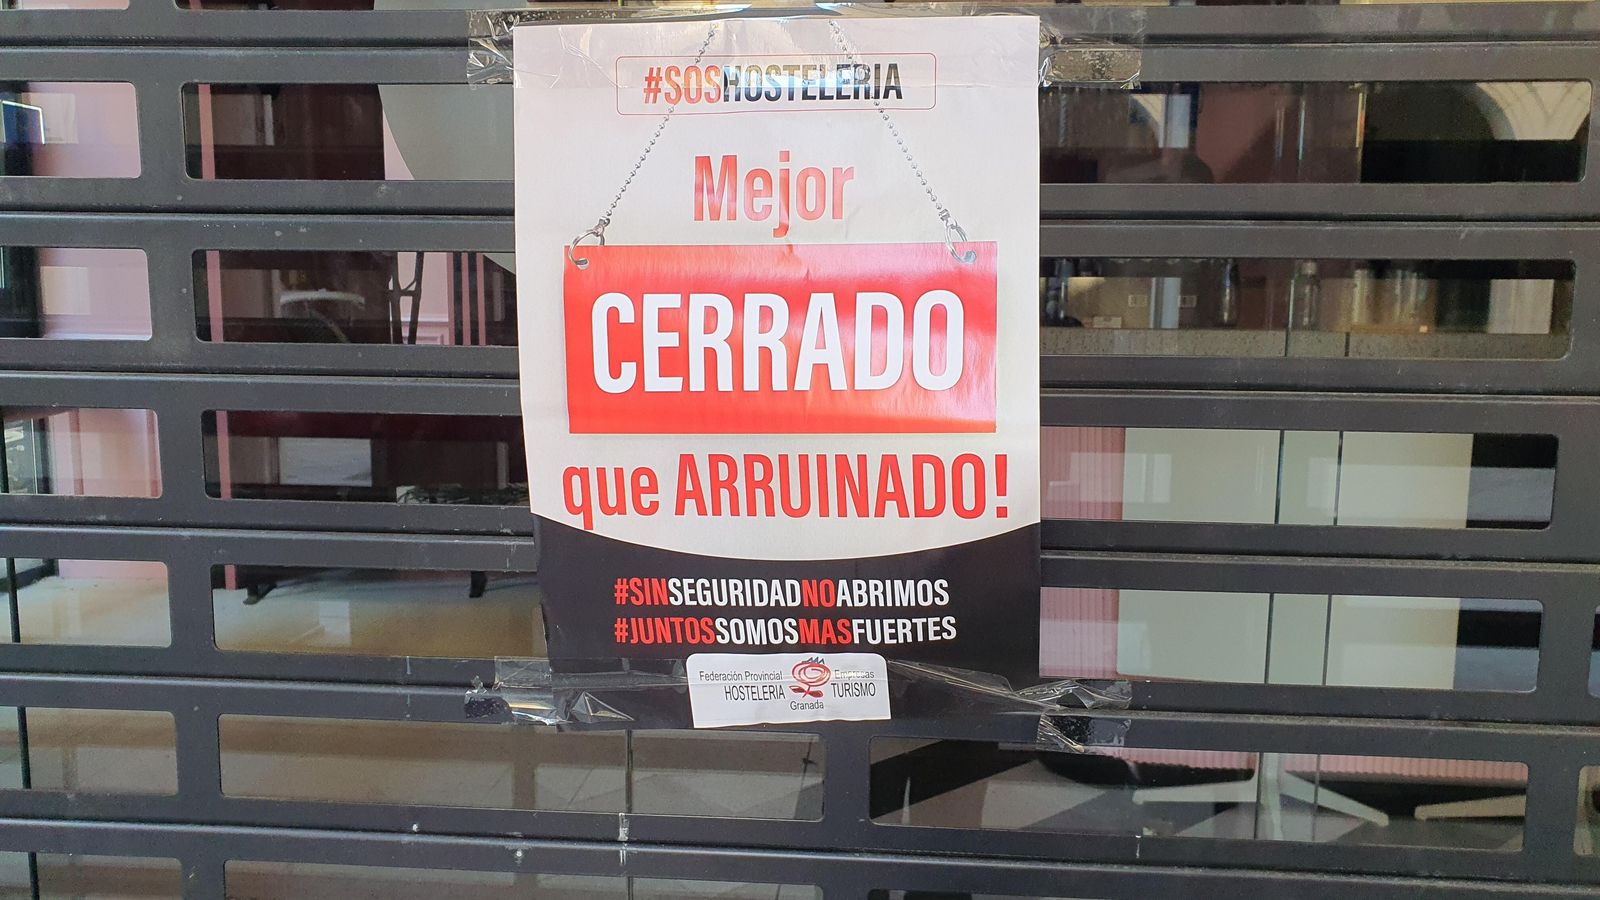 #SOSHOSTELERIA
Mejor
CERRADO
que ARRUINADO!
#SINSEGURIDADNOABRIMOS
#JUNTOSSOMOSMASFUERTES
Federación Provincial Empresas
HOSTELERIA TURISMO
Granada